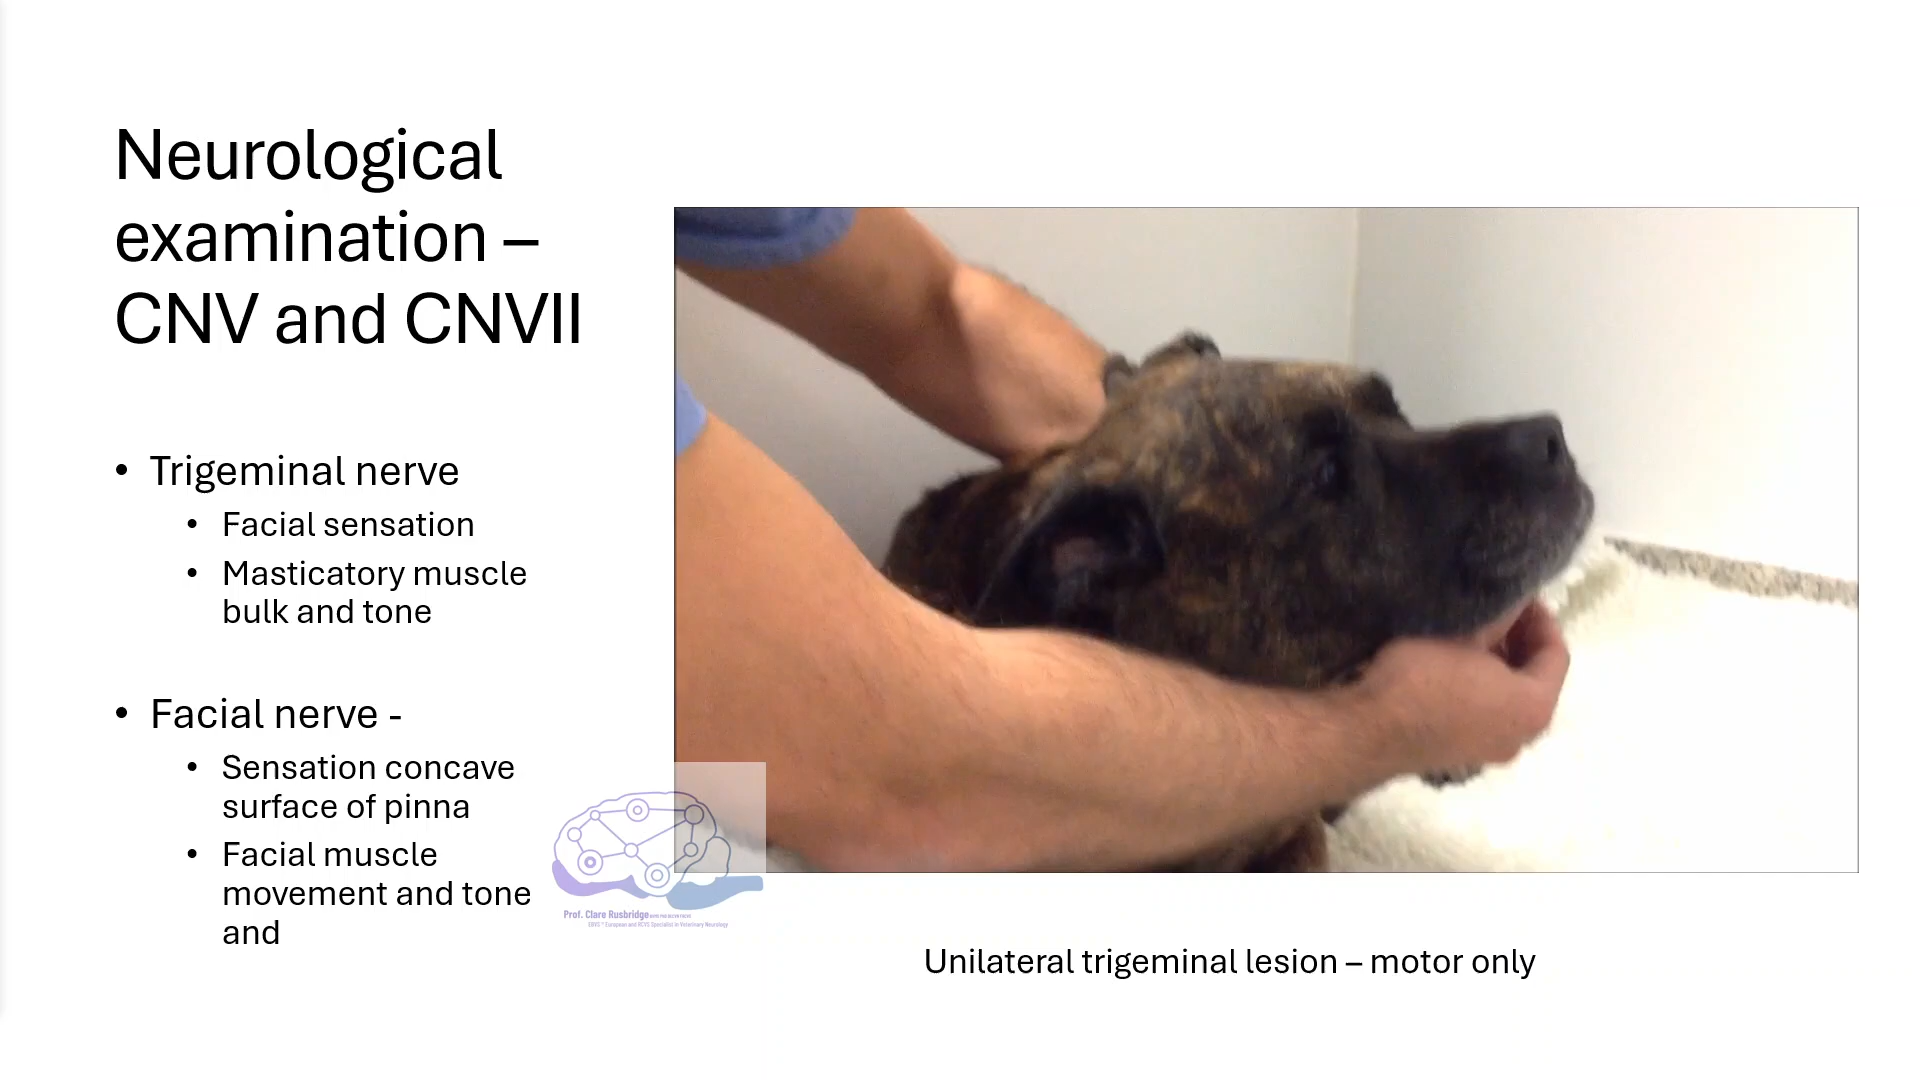 Neurological
examination –
CNV and CNVII
• Trigeminal nerve
• Facial sensation
• Masticatory muscle
bulk and tone
• Facial nerve -
• Sensation concave
surface of pinna
• Facial muscle
movement and tone
and
Prof. Clare Rusbridge
Unilateral trigeminal lesion – motor only